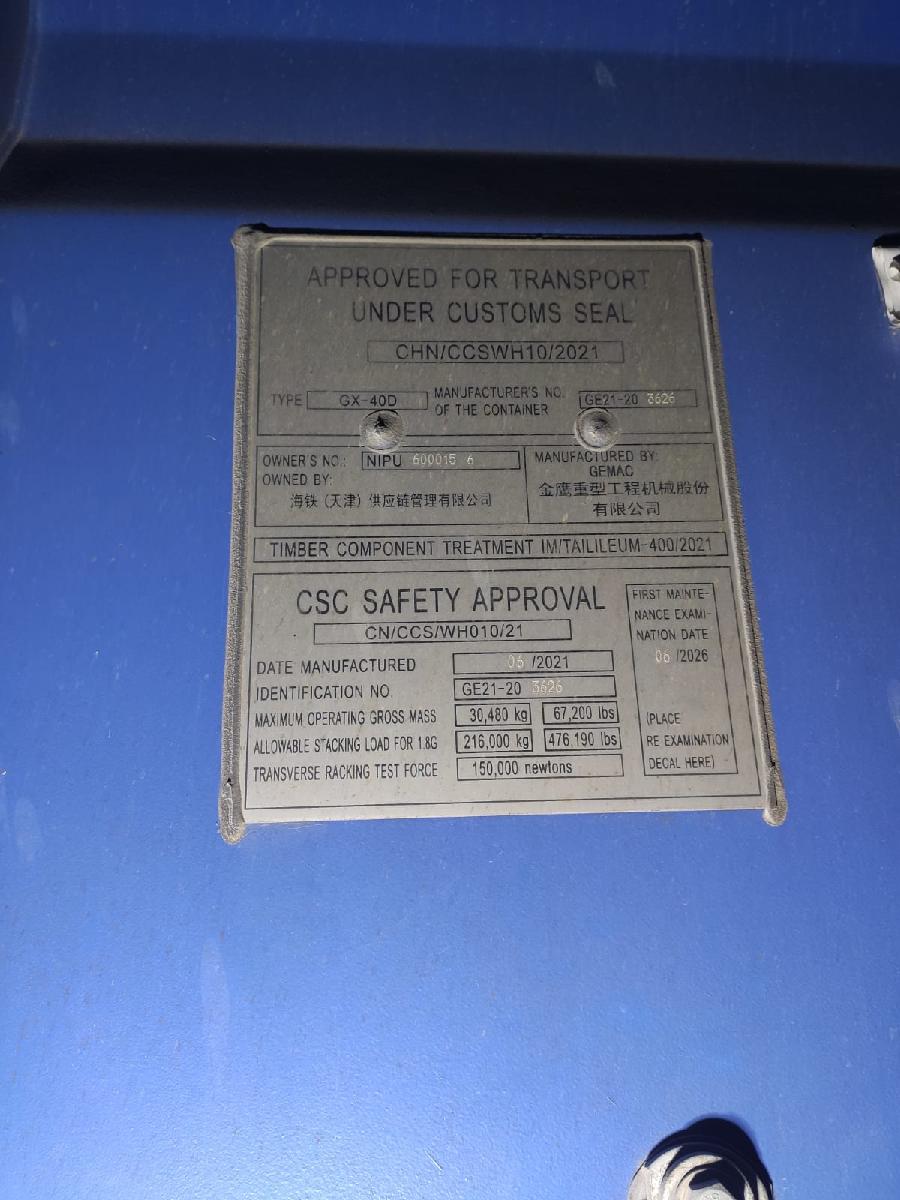 APPROVED FOR TRANSPORT
UNDER CUSTOMS SEAL
CHN/CCSWH10/2021
TYPE GX-40D MANUFACTURER'S NO. OF THE CONTAINER GE21-20 3626
OWNER'S NO.: NIPU 600015 6
OWNED BY:
海铁（天津）供应链管理有限公司
MANUFACTURED BY:
GEMAC
金鹰重型工程机械股份
有限公司
TIMBER COMPONENT TREATMENT IM/TAILILEUM-400/2021
CSC SAFETY APPROVAL
CN/CCS/WH010/21
DATE MANUFACTURED 06 /2021
IDENTIFICATION NO. GE21-20 3626
MAXIMUM OPERATING GROSS MASS 30,480 kg 67,200 lbs
ALLOWABLE STACKING LOAD FOR 1.8G 216,000 kg 476,190 lbs
TRANSVERSE RACKING TEST FORCE 150,000 newtons
FIRST MAINTE-
NANCE EXAMI-
NATION DATE
06 /2026
(PLACE
RE EXAMINATION
DECAL HERE)